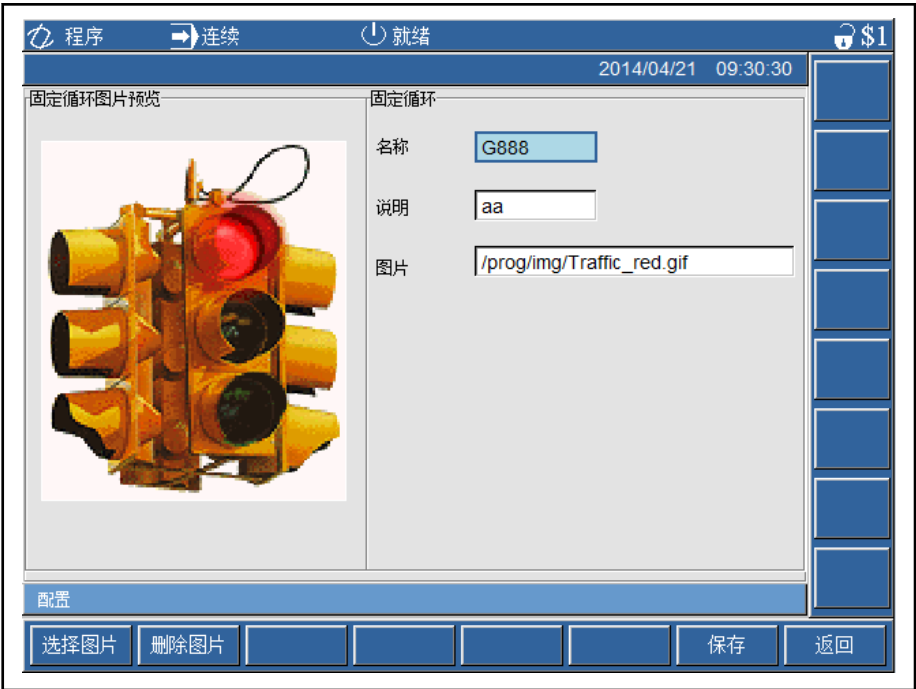 程序 连续 就绪 $1
2014/04/21 09:30:30
固定循环图片预览 固定循环
名称 G888
说明 aa
图片 /prog/img/Traffic_red.gif
配置
选择图片 删除图片 保存 返回